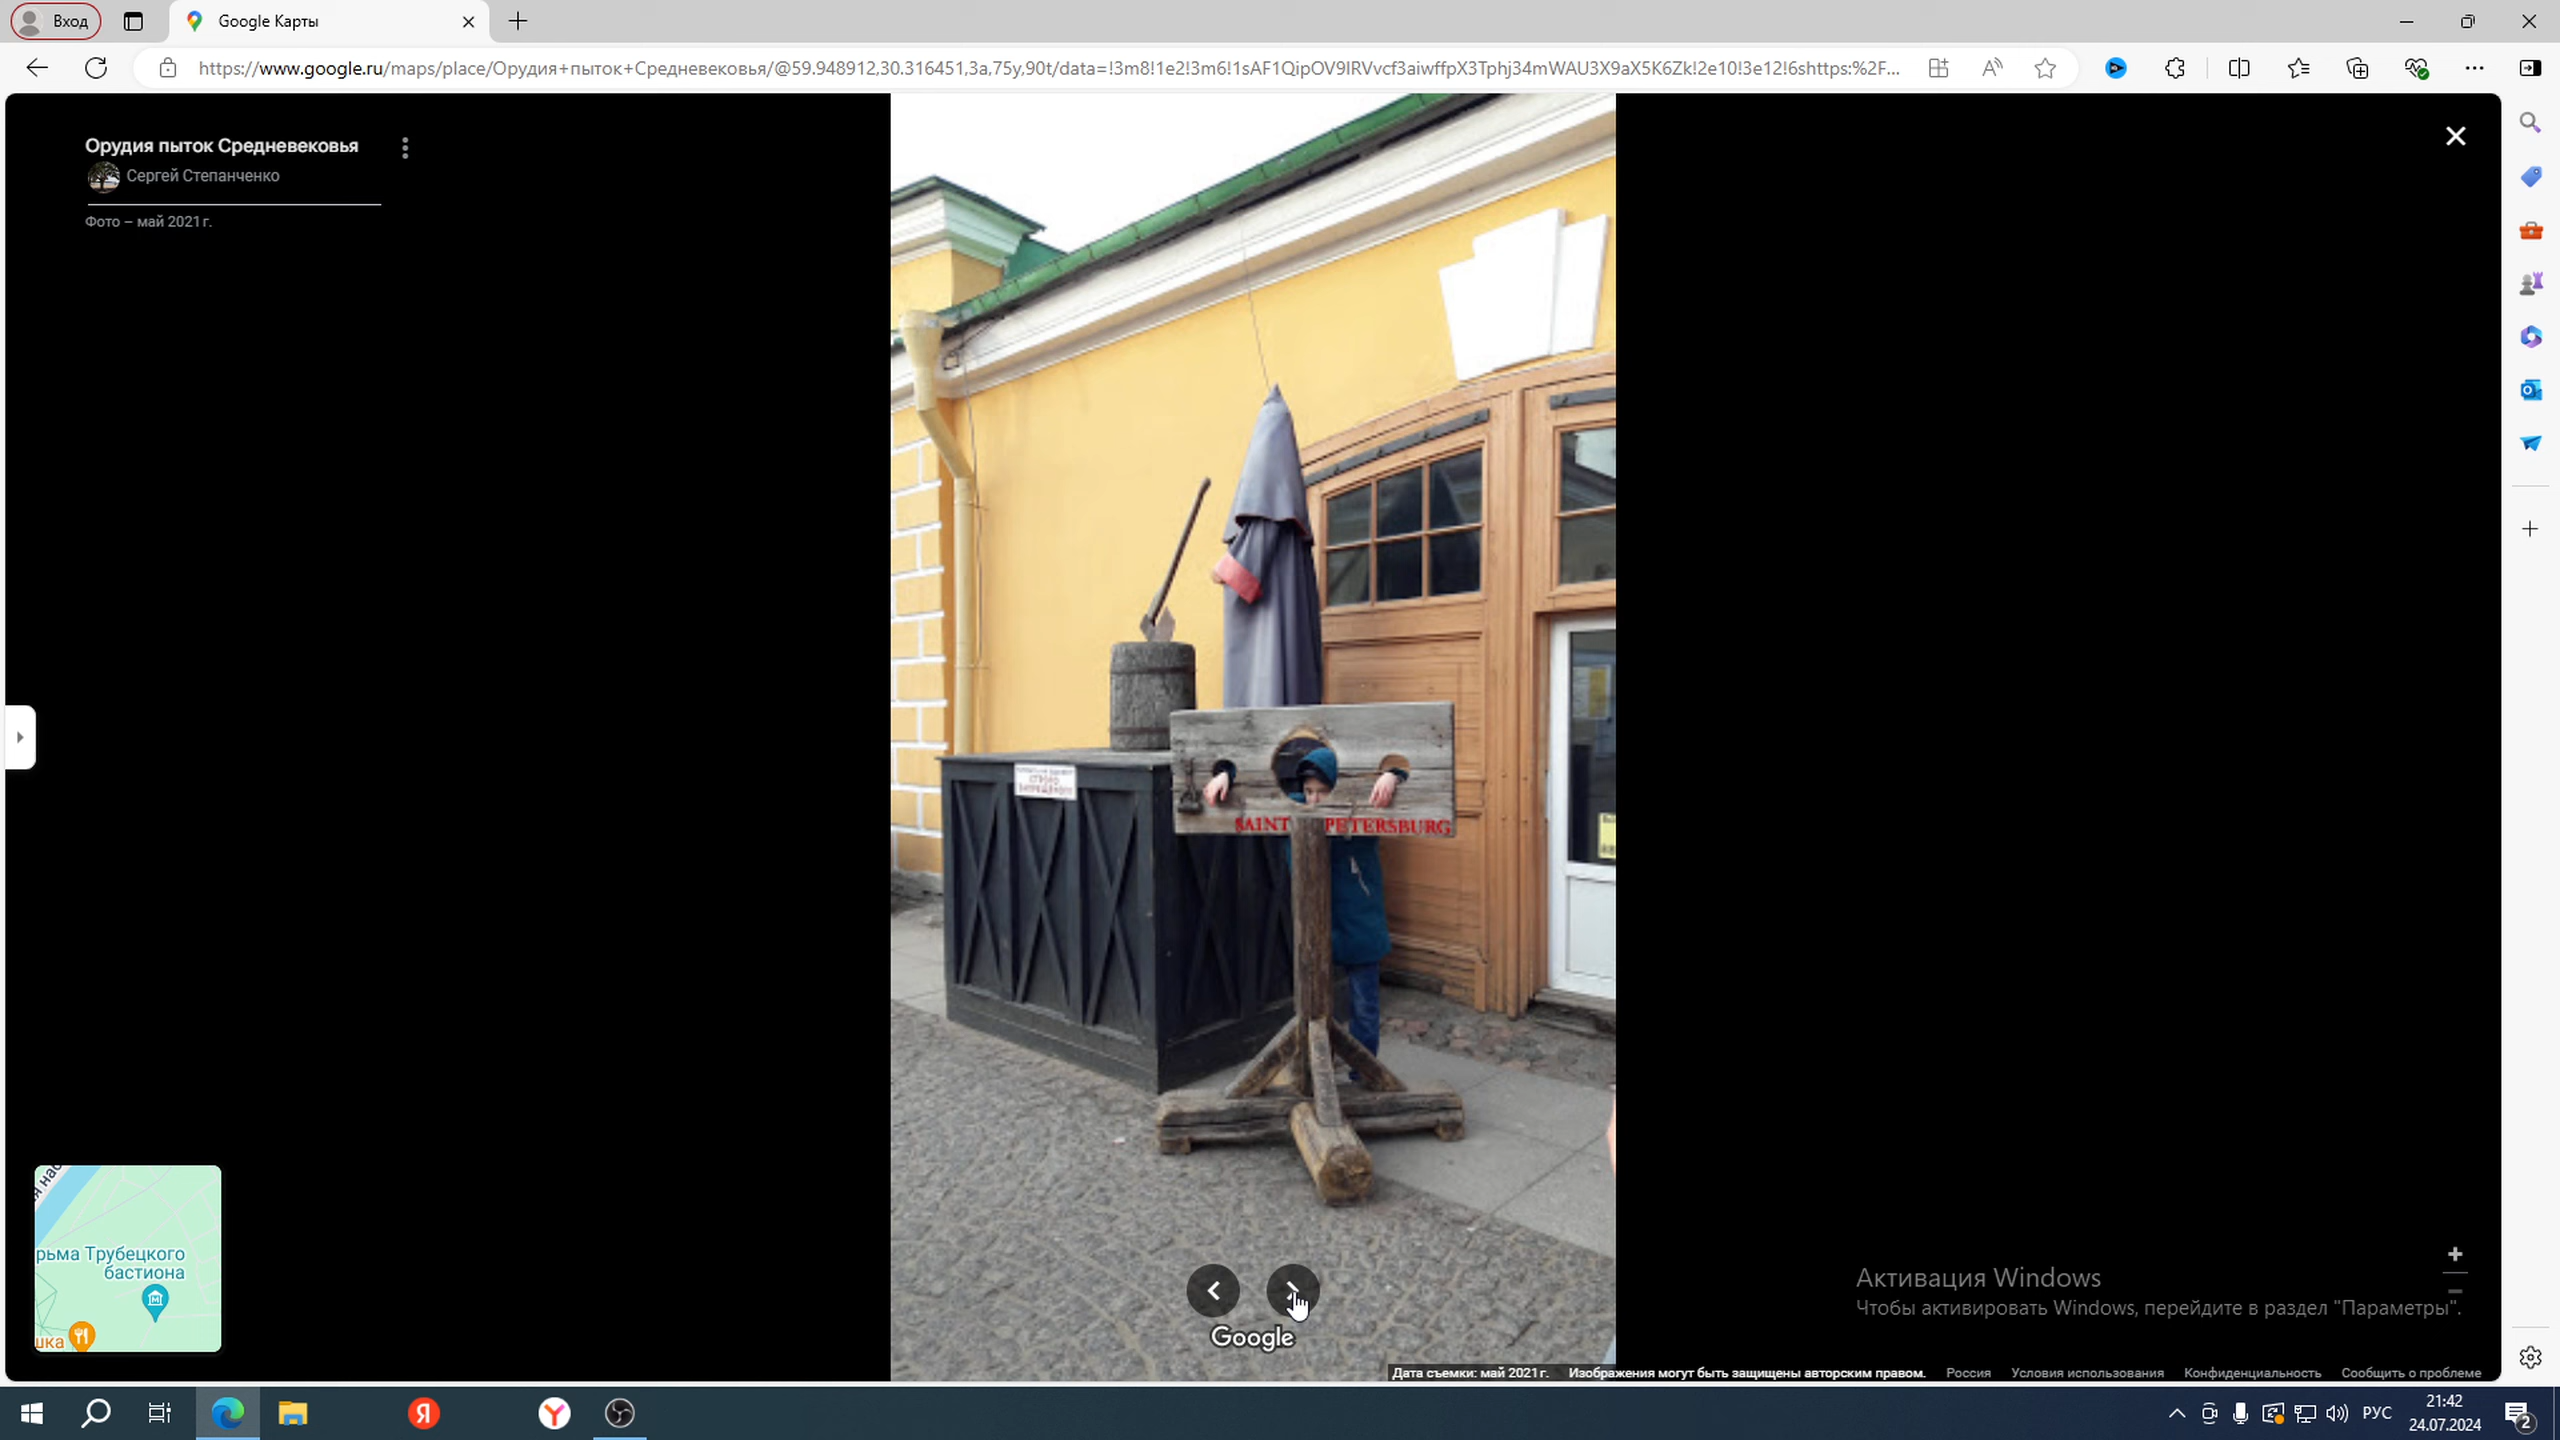 Вход
Google Карты
https://www.google.ru/maps/place/Орудия+пыток+Средневековья/@59.948912,30.316451,3a,75y,90t/data=!3m8!1e2!3m6!1sAF1QipOV9IRVvcf3aiwffpX3Tphj34mWAU3X9aX5K6Zk!2e10!3e12!6shttps:%2F...
Орудия пыток Средневековья
Сергей Степанченко
Фото – май 2021 г.
СТРОГО
SAINT PETERSBURG
рьма Трубецкого
бастиона
шка
Google
Активация Windows
Чтобы активировать Windows, перейдите в раздел "Параметры".
Дата съемки: май 2021 г. Изображения могут быть защищены авторским правом. Россия Условия использования Конфиденциальность Сообщить о проблеме
РУС
21:42
24.07.2024
2